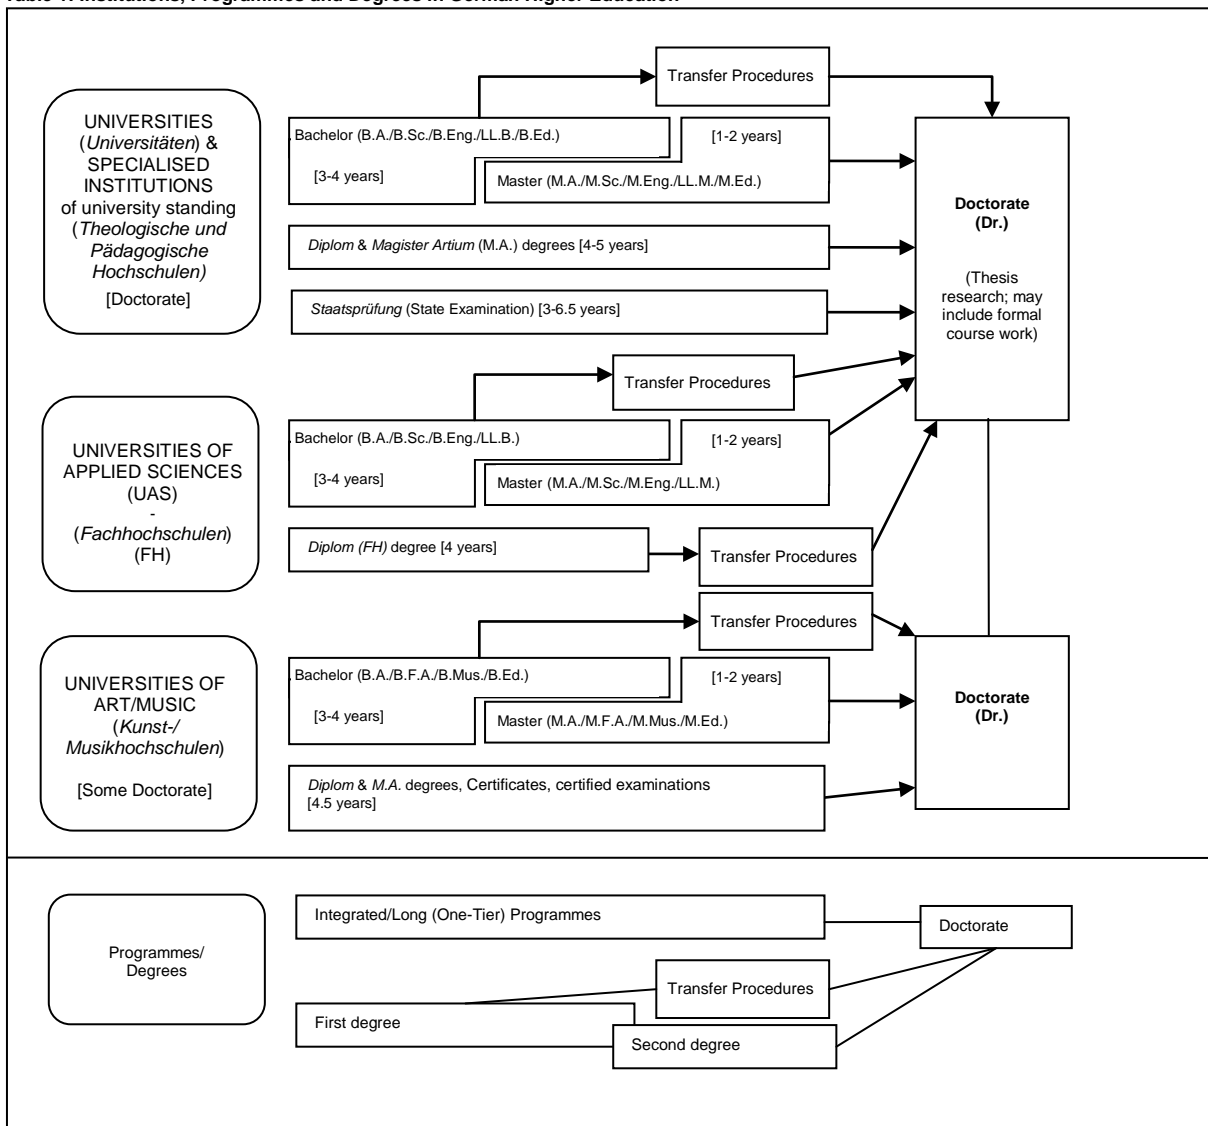 Table 1: Institutions, Programmes and Degrees in German Higher Education
Transfer Procedures
UNIVERSITIES
(Universitäten) &
SPECIALISED
INSTITUTIONS
of university standing
(Theologische und
Pädagogische
Hochschulen)
[Doctorate]
Bachelor (B.A./B.Sc./B.Eng./LL.B./B.Ed.)
[3-4 years]
[1-2 years]
Master (M.A./M.Sc./M.Eng./LL.M./M.Ed.)
Diplom & Magister Artium (M.A.) degrees [4-5 years]
Staatsprüfung (State Examination) [3-6.5 years]
Doctorate
(Dr.)
(Thesis
research; may
include formal
course work)
Transfer Procedures
UNIVERSITIES OF
APPLIED SCIENCES
(UAS)
-
(Fachhochschulen)
(FH)
Bachelor (B.A./B.Sc./B.Eng./LL.B.)
[3-4 years]
[1-2 years]
Master (M.A./M.Sc./M.Eng./LL.M.)
Diplom (FH) degree [4 years]
Transfer Procedures
Transfer Procedures
UNIVERSITIES OF
ART/MUSIC
(Kunst-/
Musikhochschulen)
[Some Doctorate]
Bachelor (B.A./B.F.A./B.Mus./B.Ed.)
[3-4 years]
[1-2 years]
Master (M.A./M.F.A./M.Mus./M.Ed.)
Diplom & M.A. degrees, Certificates, certified examinations
[4.5 years]
Doctorate
(Dr.)
Programmes/
Degrees
Integrated/Long (One-Tier) Programmes
Doctorate
Transfer Procedures
First degree
Second degree